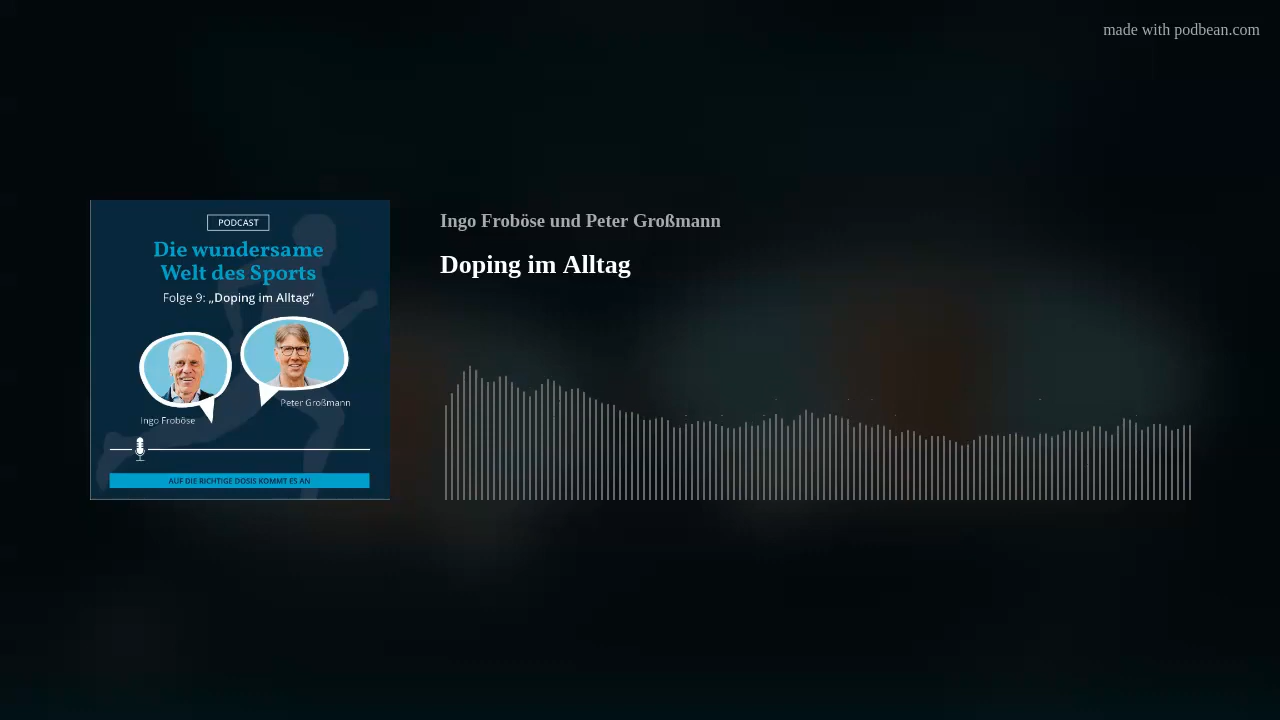 made with podbean.com
PODCAST
Die wundersame
Welt des Sports
Folge 9: „Doping im Alltag“
Ingo Froböse
Peter Großmann
AUF DIE RICHTIGE DOSIS KOMMT ES AN
Ingo Froböse und Peter Großmann
Doping im Alltag